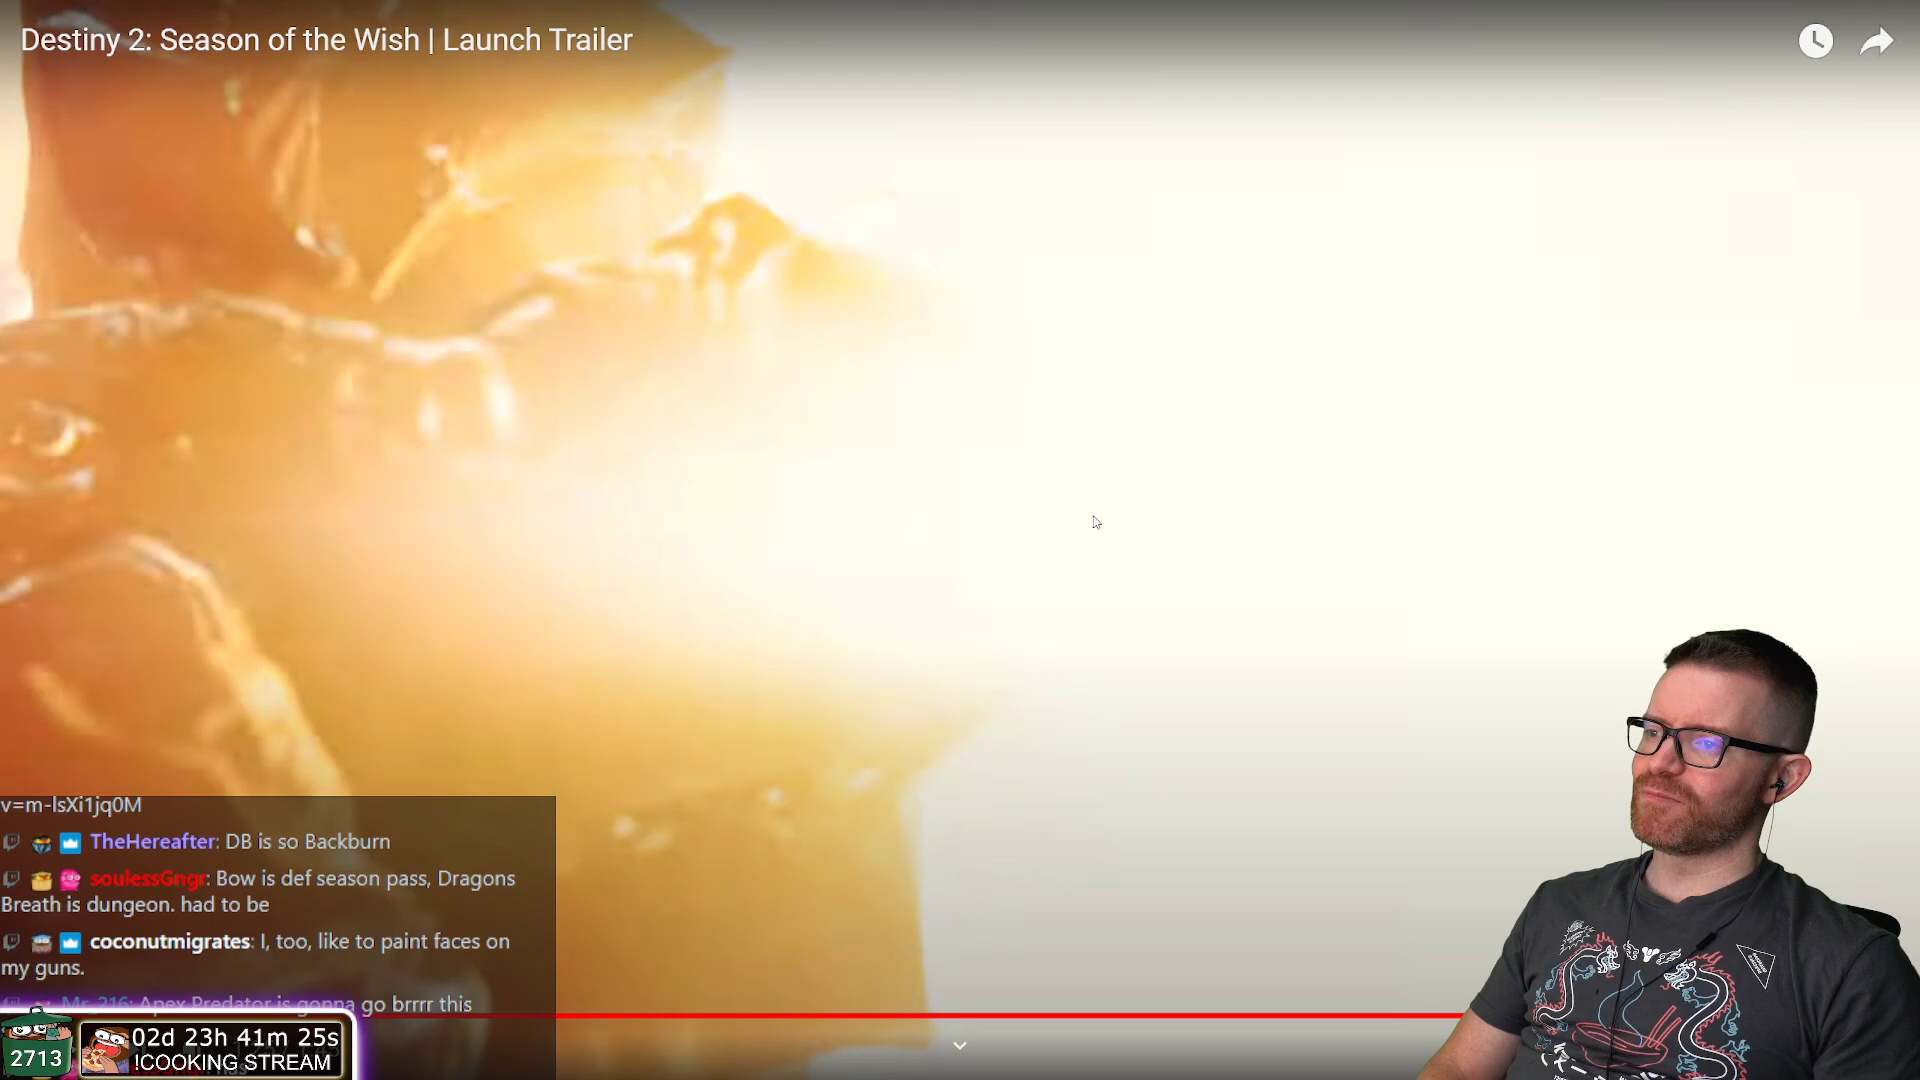 Destiny 2: Season of the Wish | Launch Trailer
v=m-lsXi1jq0M
TheHereafter: DB is so Backburn
soulessGngr: Bow is def season pass, Dragons
Breath is dungeon. had to be
coconutmigrates: I, too, like to paint faces on
my guns.
Mr_216: Apex Predator is gonna go brrrr this
2713
02d 23h 41m 25s
!COOKING STREAM